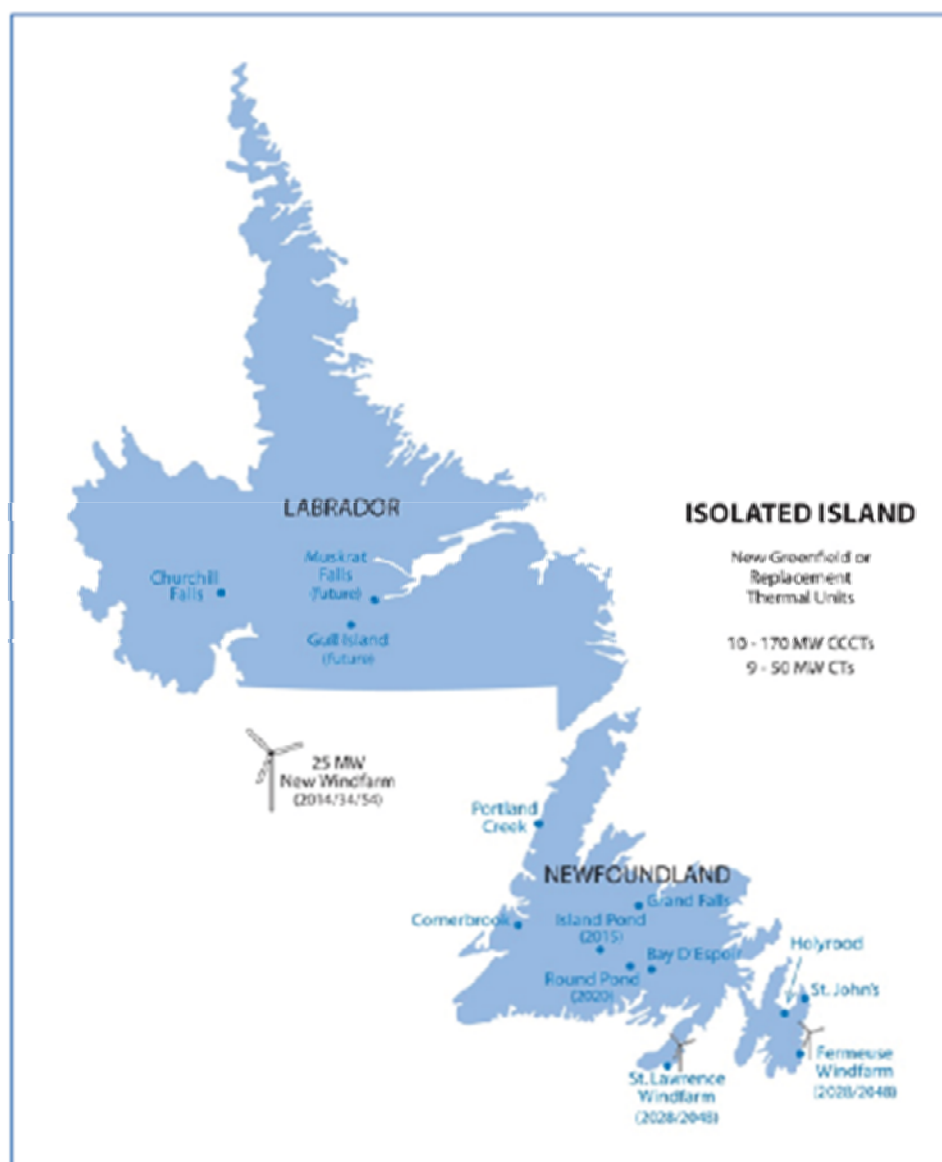 LABRADOR
Muskrat
Falls
(future)
Churchill
Falls
Gull Island
(future)
ISOLATED ISLAND
New Greenfield or
Replacement
Thermal Units
10 - 170 MW CCCTs
9 - 50 MW CTs
25 MW
New Windfarm
(2014/34/54)
Portland
Creek
NEWFOUNDLAND
Grand Falls
Cornerbrook
Island Pond
(2015)
Bay D'Espoir
Round Pond
(2020)
Holyrood
St. John's
Fermeuse
Windfarm
(2028/2048)
St. Lawrence
Windfarm
(2028/2048)